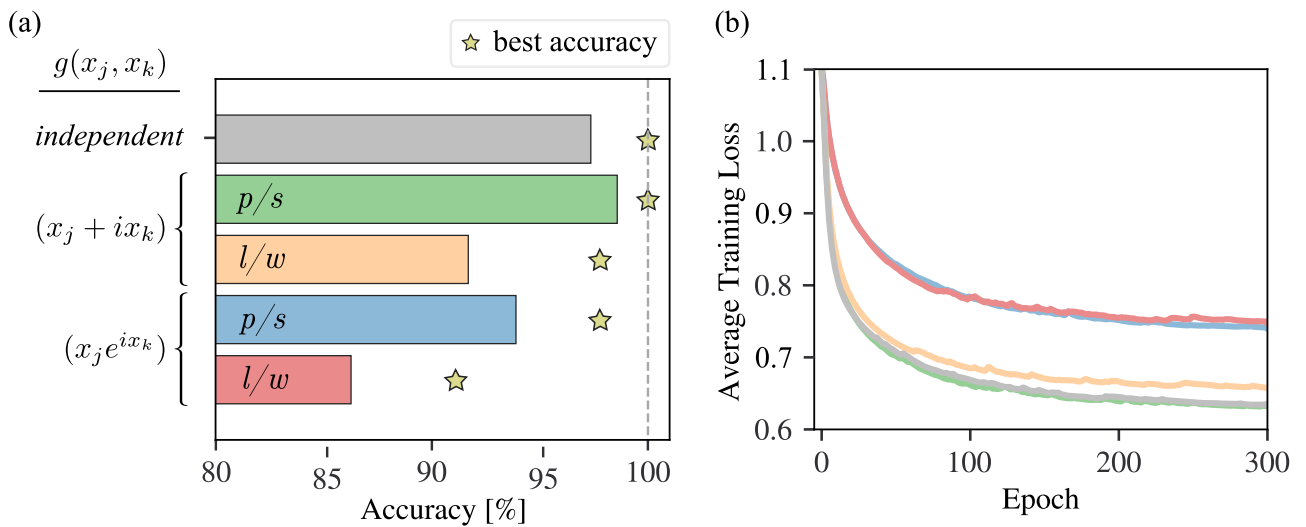 (a)
best accuracy
g(x_j, x_k)
independent
(x_j + ix_k)
p/s
l/w
(x_j e^{ix_k})
p/s
l/w
80
85
90
95
100
Accuracy [%]
(b)
1.1
1.0
0.9
0.8
0.7
0.6
Average Training Loss
0
100
200
300
Epoch